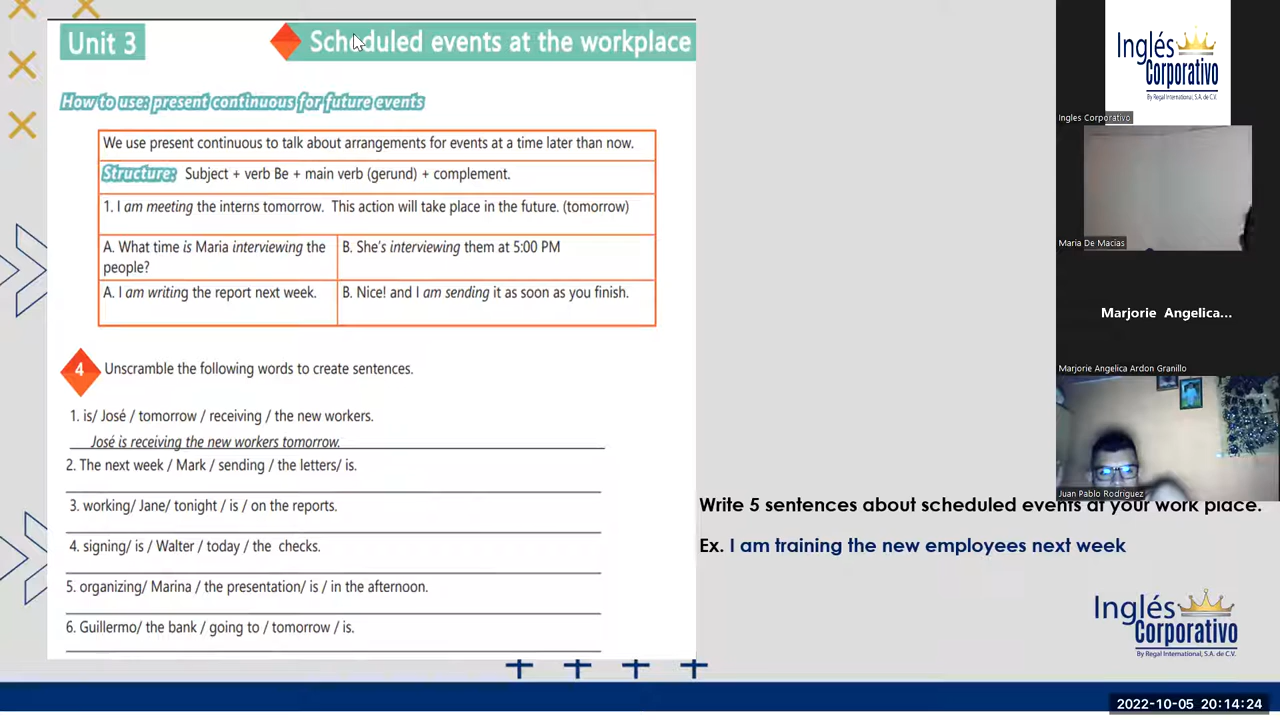 Unit 3
Scheduled events at the workplace
How to use: present continuous for future events
We use present continuous to talk about arrangements for events at a time later than now.
Structure: Subject + verb Be + main verb (gerund) + complement.
1. I am meeting the interns tomorrow. This action will take place in the future. (tomorrow)
A. What time is Maria interviewing the people?
B. She's interviewing them at 5:00 PM
A. I am writing the report next week.
B. Nice! and I am sending it as soon as you finish.
4
Unscramble the following words to create sentences.
1. is/ José / tomorrow / receiving / the new workers.
José is receiving the new workers tomorrow.
2. The next week / Mark / sending / the letters/ is.
3. working/ Jane/ tonight / is / on the reports.
4. signing/ is / Walter / today / the checks.
5. organizing/ Marina / the presentation/ is / in the afternoon.
6. Guillermo/ the bank / going to / tomorrow / is.
Write 5 sentences about scheduled events at your work place.
Ex. I am training the new employees next week
Inglés
Corporativo
By Regal International, S.A. de C.V.
Inglés
Corporativo
By Regal International, S.A. de C.V.
Ingles Corporativo
Maria De Macias
Marjorie Angelica...
Marjorie Angelica Ardon Granillo
Juan Pablo Rodriguez
2022-10-05 20:14:24